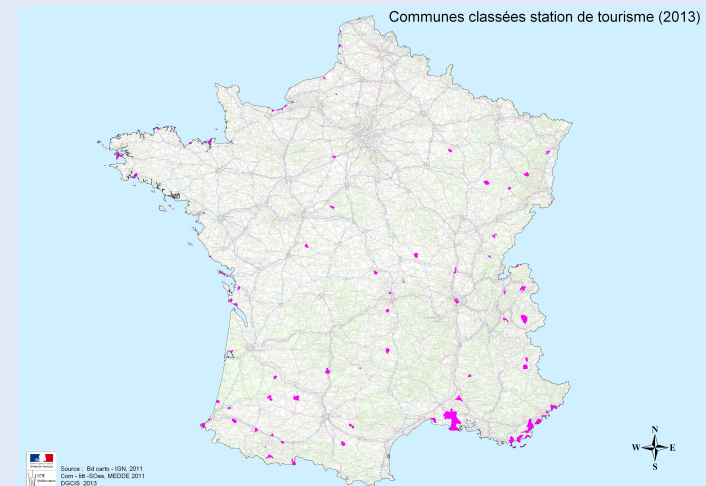 Communes classées station de tourisme (2013)
N
W E
S
Source : Bd carto - IGN, 2011
Com - litt -SOes, MEDDE 2011
DGCIS 2013